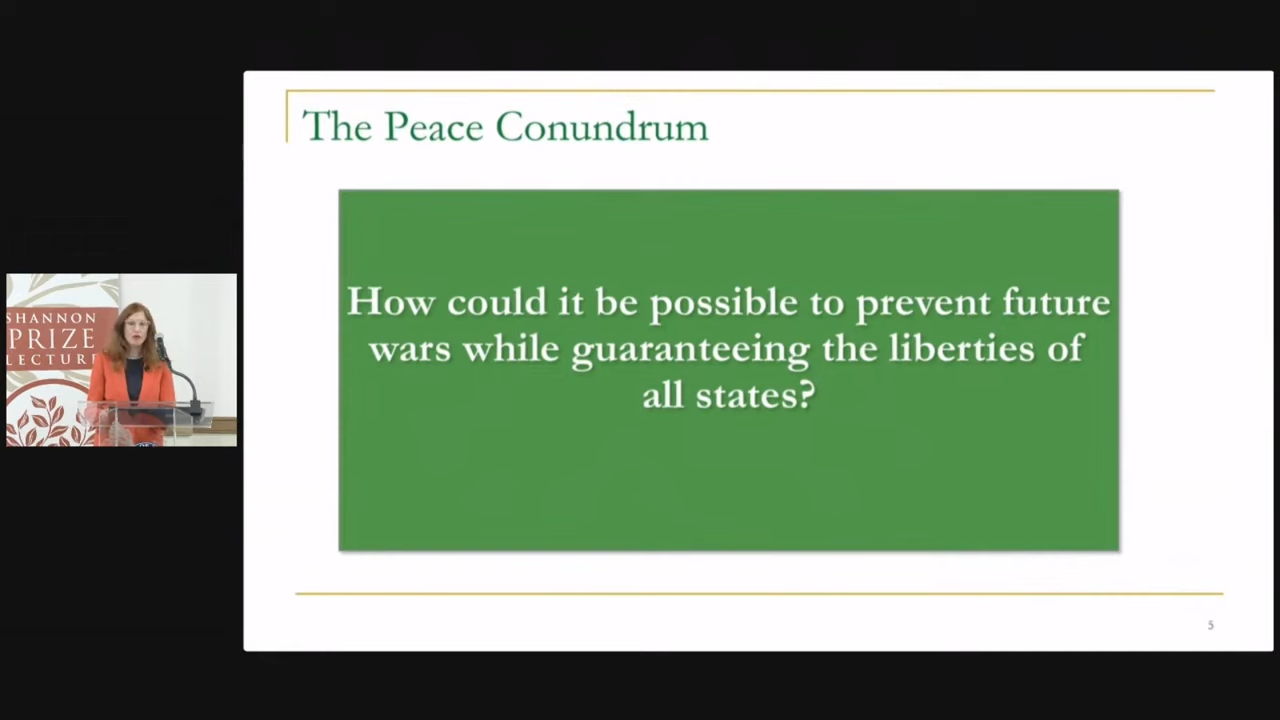 The Peace Conundrum
How could it be possible to prevent future
wars while guaranteeing the liberties of
all states?
5
SHANNON
PRIZE
LECTURE